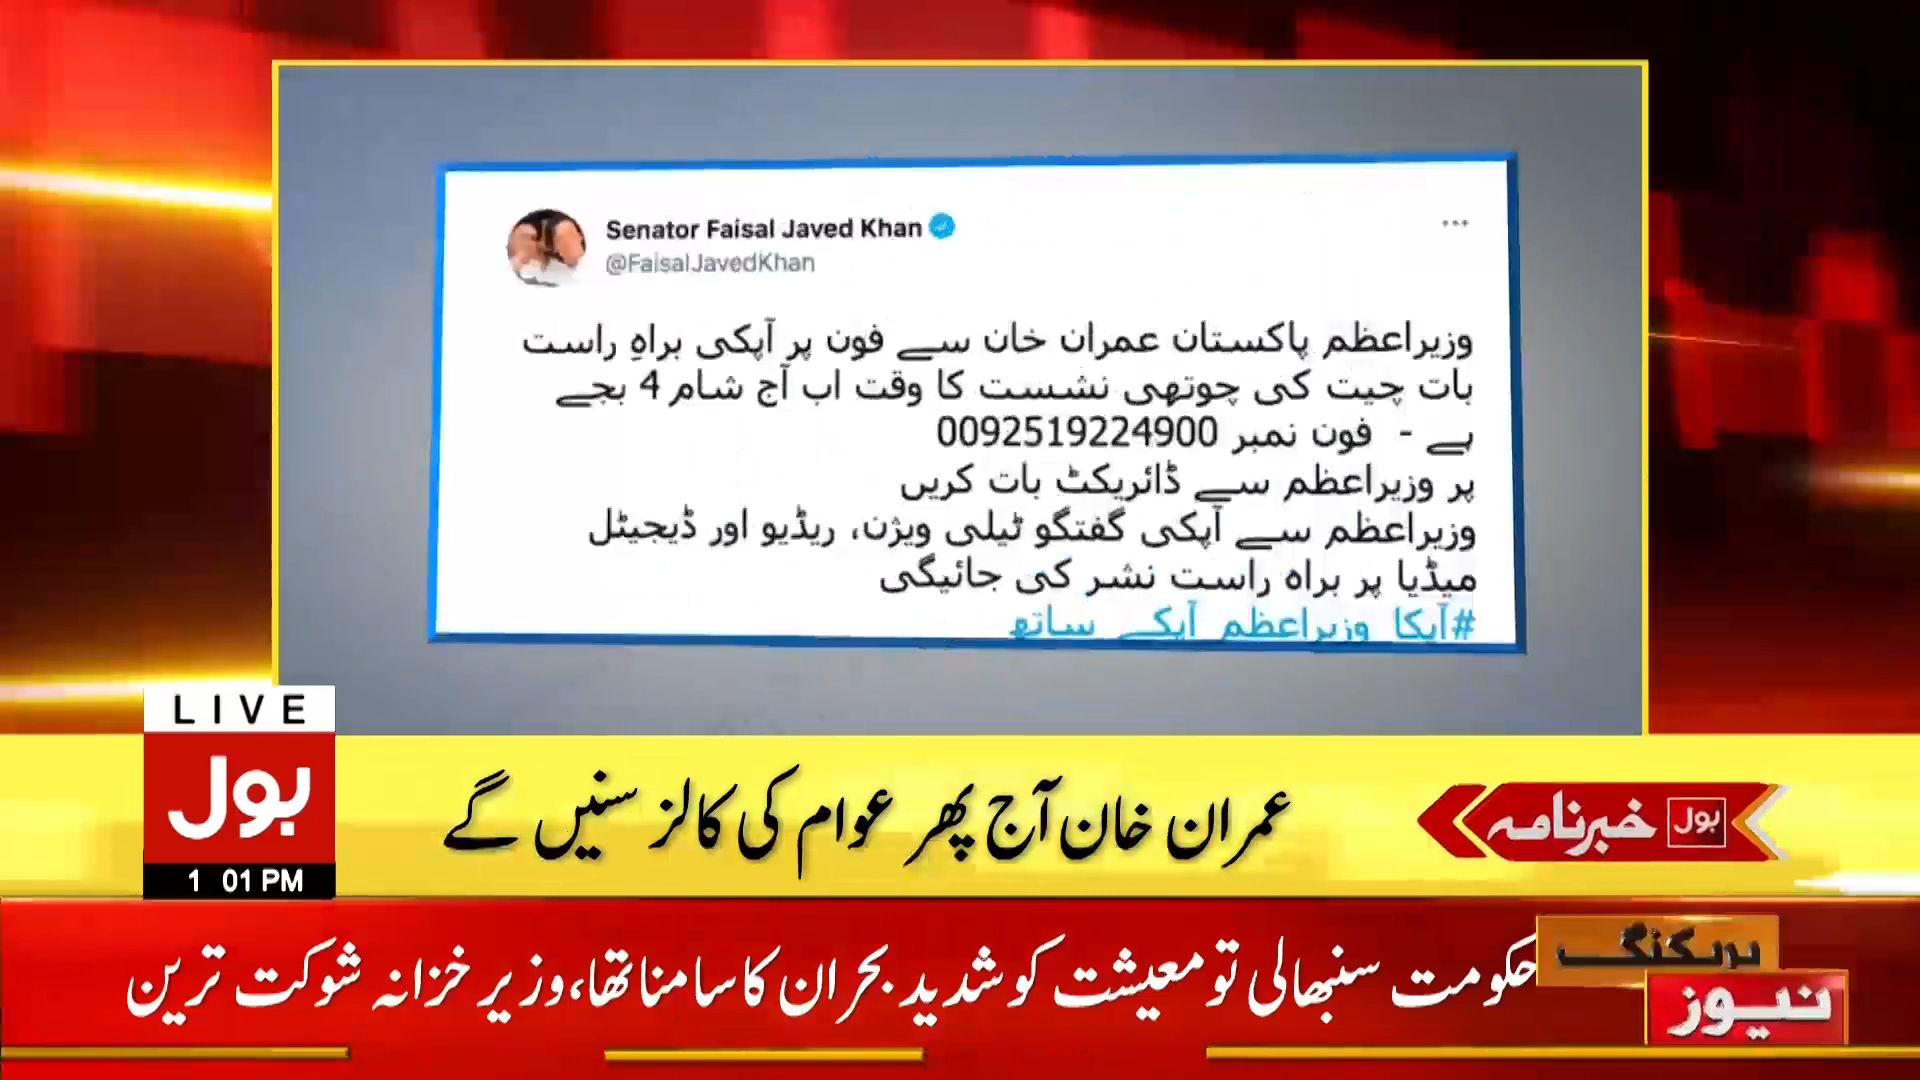 Senator Faisal Javed Khan
@FaisalJavedKhan
وزیراعظم پاکستان عمران خان سے فون پر آپکی براہِ راست
بات چیت کی چوتھی نشست کا وقت اب آج شام 4 بجے
ہے - فون نمبر 0092519224900
پر وزیراعظم سے ڈائریکٹ بات کریں
وزیراعظم سے آپکی گفتگو ٹیلی ویژن، ریڈیو اور ڈیجیٹل
میڈیا پر براہ راست نشر کی جائیگی
#آپکا_وزیراعظم_آپکے_ساتھ
LIVE
بول
1 01 PM
بول خبرنامہ
عمران خان آج پھر عوام کی کالز سنیں گے
بریکنگ
نیوز
حکومت سنبھالی تو معیشت کو شدید بحران کا سامنا تھا، وزیر خزانہ شوکت ترین